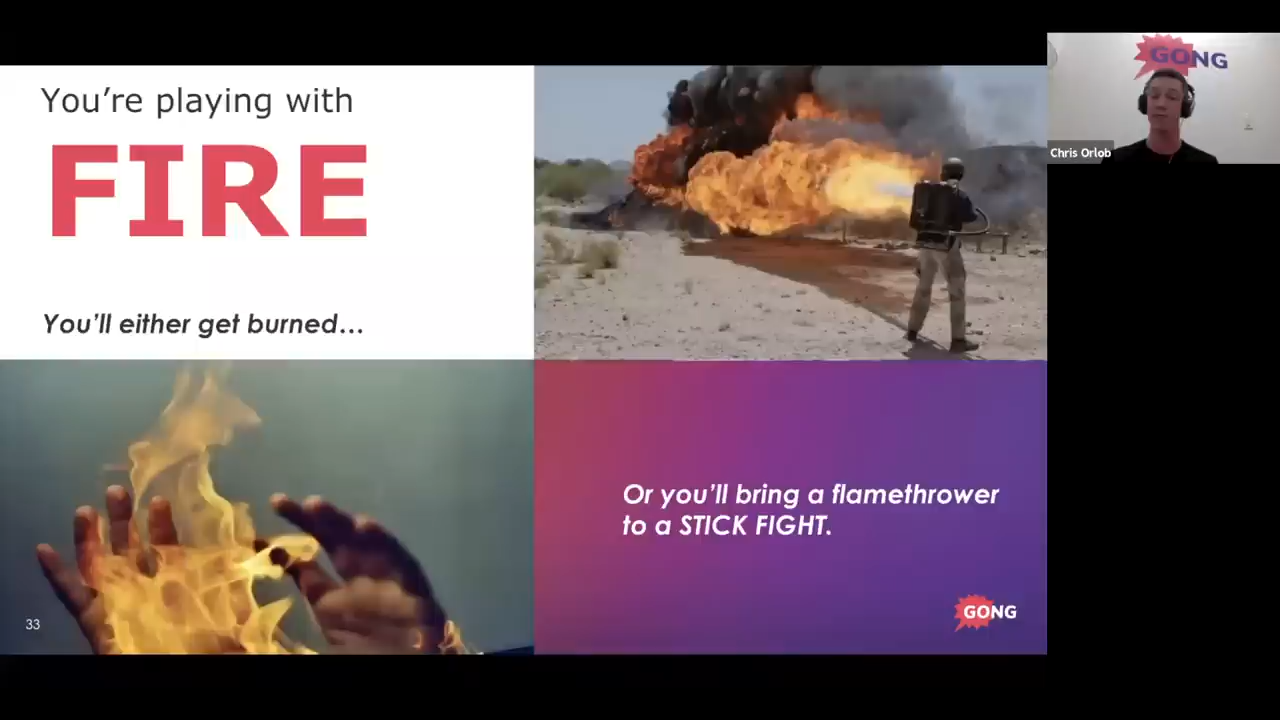 You're playing with
FIRE
You'll either get burned...
Or you'll bring a flamethrower
to a STICK FIGHT.
33
GONG
GONG
Chris Orlob